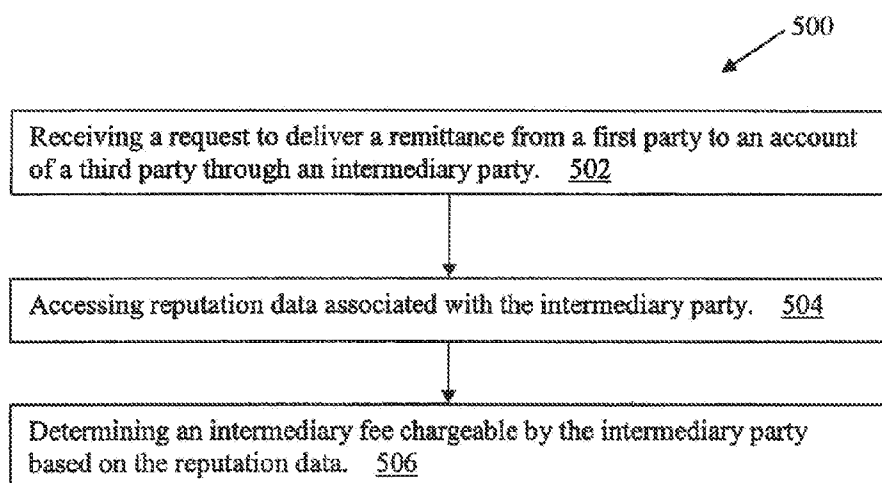 500
Receiving a request to deliver a remittance from a first party to an account
of a third party through an intermediary party. 502
Accessing reputation data associated with the intermediary party. 504
Determining an intermediary fee chargeable by the intermediary party
based on the reputation data. 506